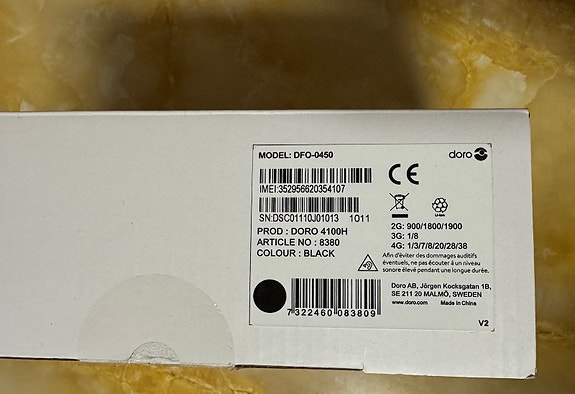 MODEL: DFO-0450
doro
CE
IMEI:352956620354107
Li-ion
SN:DSC01110J01013 1011
PROD : DORO 4100H
ARTICLE NO : 8380
COLOUR : BLACK
2G: 900/1800/1900
3G: 1/8
4G: 1/3/7/8/20/28/38
Afin d'éviter des dommages auditifs
éventuels, ne pas écouter à un niveau
sonore élevé pendant une longue durée.
7 322460 083809
Doro AB, Jörgen Kocksgatan 1B,
SE 211 20 MALMÖ, SWEDEN
www.doro.com Made in China
V2